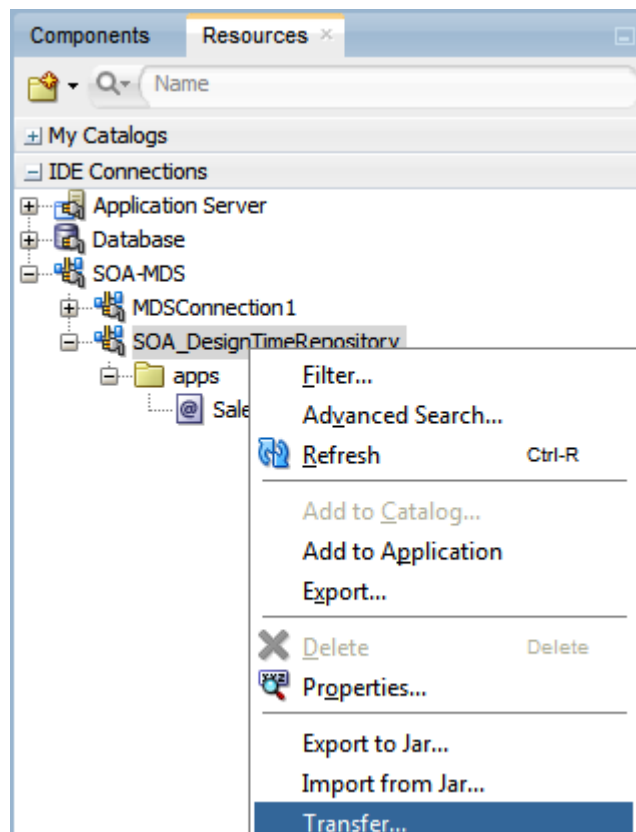 Components Resources
Name
My Catalogs
IDE Connections
Application Server
Database
SOA-MDS
MDSConnection1
SOA_DesignTimeRepository
apps
Sale
Filter...
Advanced Search...
Refresh Ctrl-R
Add to Catalog...
Add to Application
Export...
Delete Delete
Properties...
Export to Jar...
Import from Jar...
Transfer...